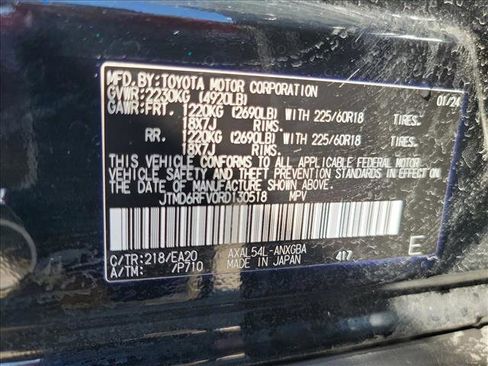 MFD. BY: TOYOTA MOTOR CORPORATION 01/24
GVWR: 2230KG (4920LB)
GAWR: FRT. 1220KG (2690LB) WITH 225/60R18 TIRES,
18X7J RIMS,
RR. 1220KG (2690LB) WITH 225/60R18 TIRES,
18X7J RIMS,
THIS VEHICLE CONFORMS TO ALL APPLICABLE FEDERAL MOTOR
VEHICLE SAFETY AND THEFT PREVENTION STANDARDS
IN EFFECT ON THE DATE OF MANUFACTURE SHOWN ABOVE.
JTMD6RFV0RD130518 MPV
C/TR: 218/EA20 AXAL54L-ANXGBA
A/TM: /P710 MADE IN JAPAN 417 E